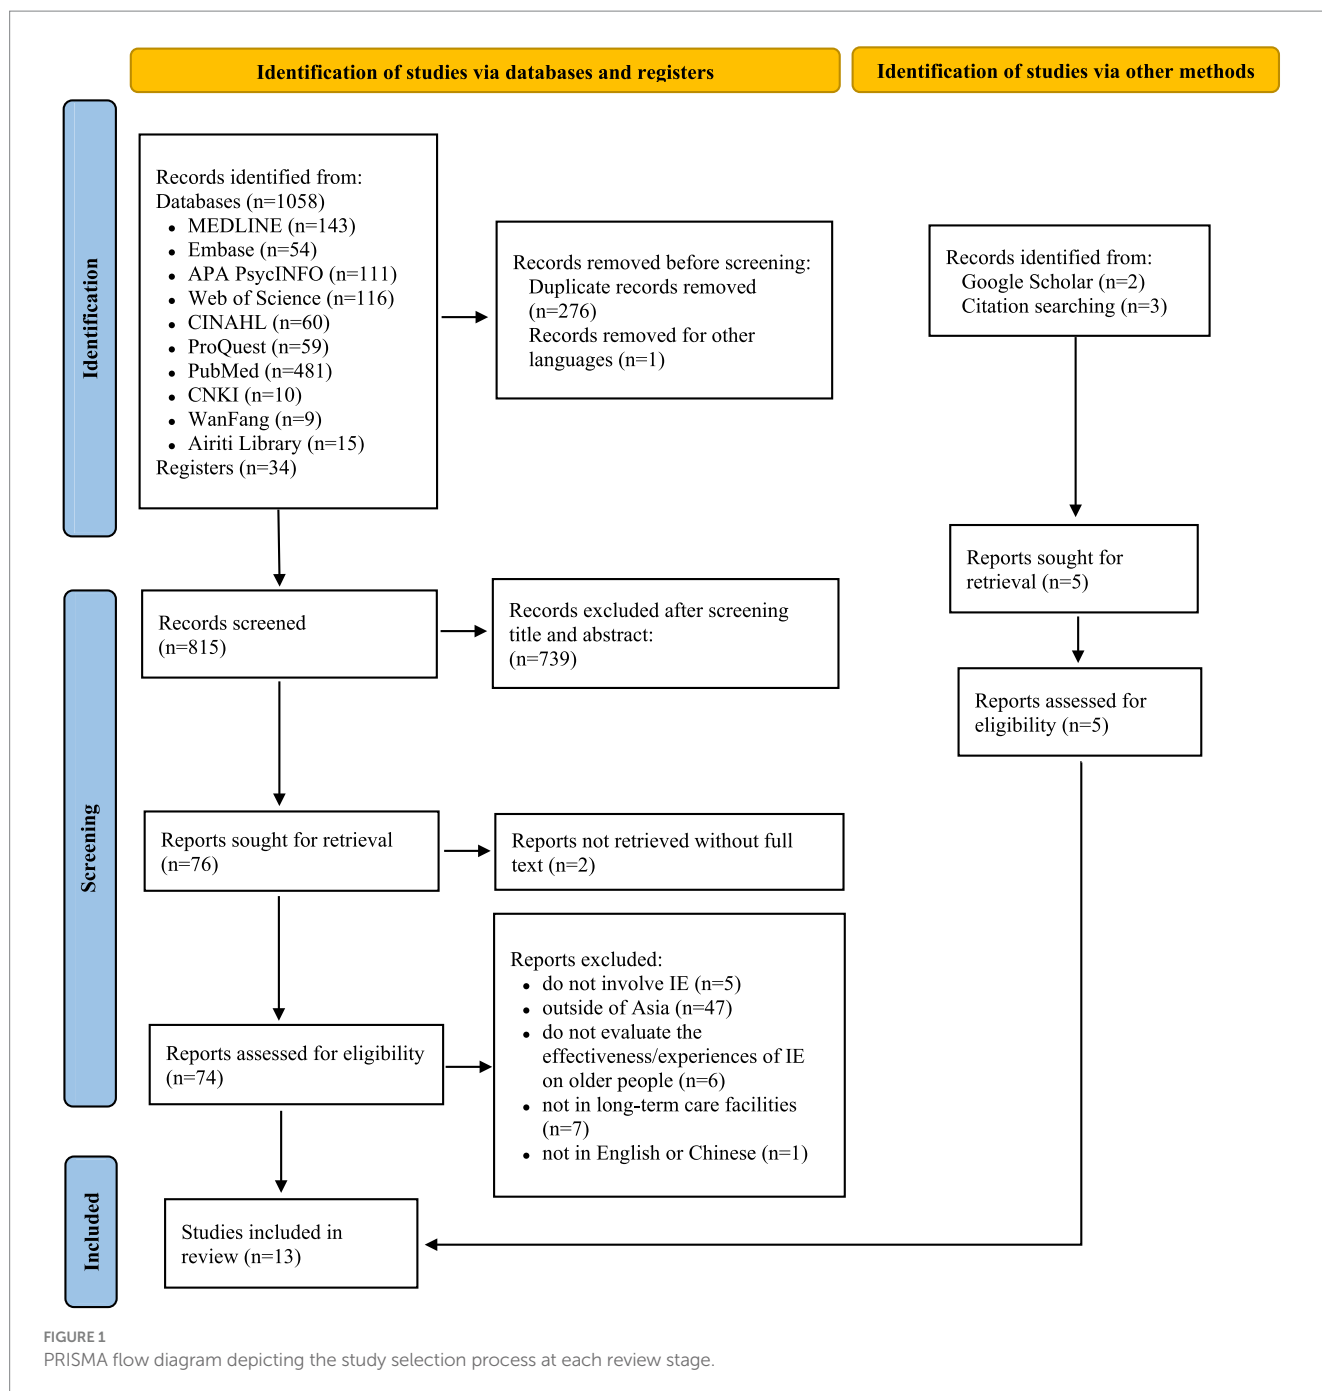 Identification of studies via databases and registers
Identification of studies via other methods
Identification
Records identified from:
Databases (n=1058)
• MEDLINE (n=143)
• Embase (n=54)
• APA PsycINFO (n=111)
• Web of Science (n=116)
• CINAHL (n=60)
• ProQuest (n=59)
• PubMed (n=481)
• CNKI (n=10)
• WanFang (n=9)
• Airiti Library (n=15)
Registers (n=34)
Records removed before screening:
Duplicate records removed
(n=276)
Records removed for other
languages (n=1)
Records identified from:
Google Scholar (n=2)
Citation searching (n=3)
Reports sought for
retrieval (n=5)
Reports assessed for
eligibility (n=5)
Screening
Records screened
(n=815)
Records excluded after screening
title and abstract:
(n=739)
Reports sought for retrieval
(n=76)
Reports not retrieved without full
text (n=2)
Reports assessed for eligibility
(n=74)
Reports excluded:
• do not involve IE (n=5)
• outside of Asia (n=47)
• do not evaluate the
effectiveness/experiences of IE
on older people (n=6)
• not in long-term care facilities
(n=7)
• not in English or Chinese (n=1)
Included
Studies included in
review (n=13)
FIGURE 1
PRISMA flow diagram depicting the study selection process at each review stage.